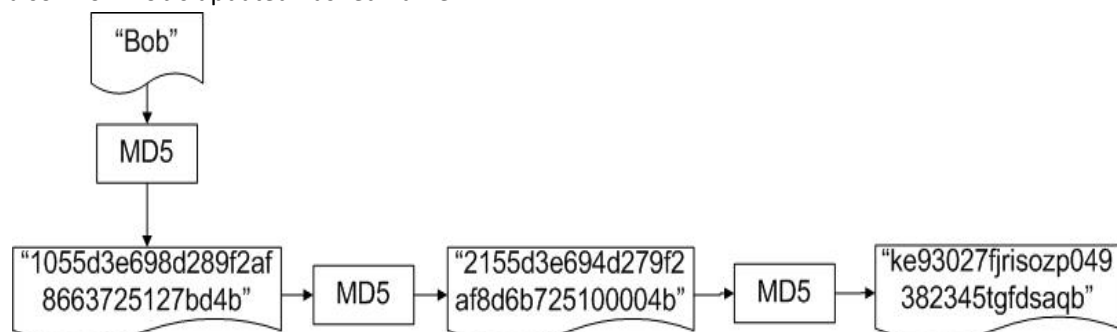 “Bob”
MD5
“1055d3e698d289f2af
8663725127bd4b”
MD5
“2155d3e694d279f2
af8d6b725100004b”
MD5
“ke93027fjrisozp049
382345tgfdsaqb”